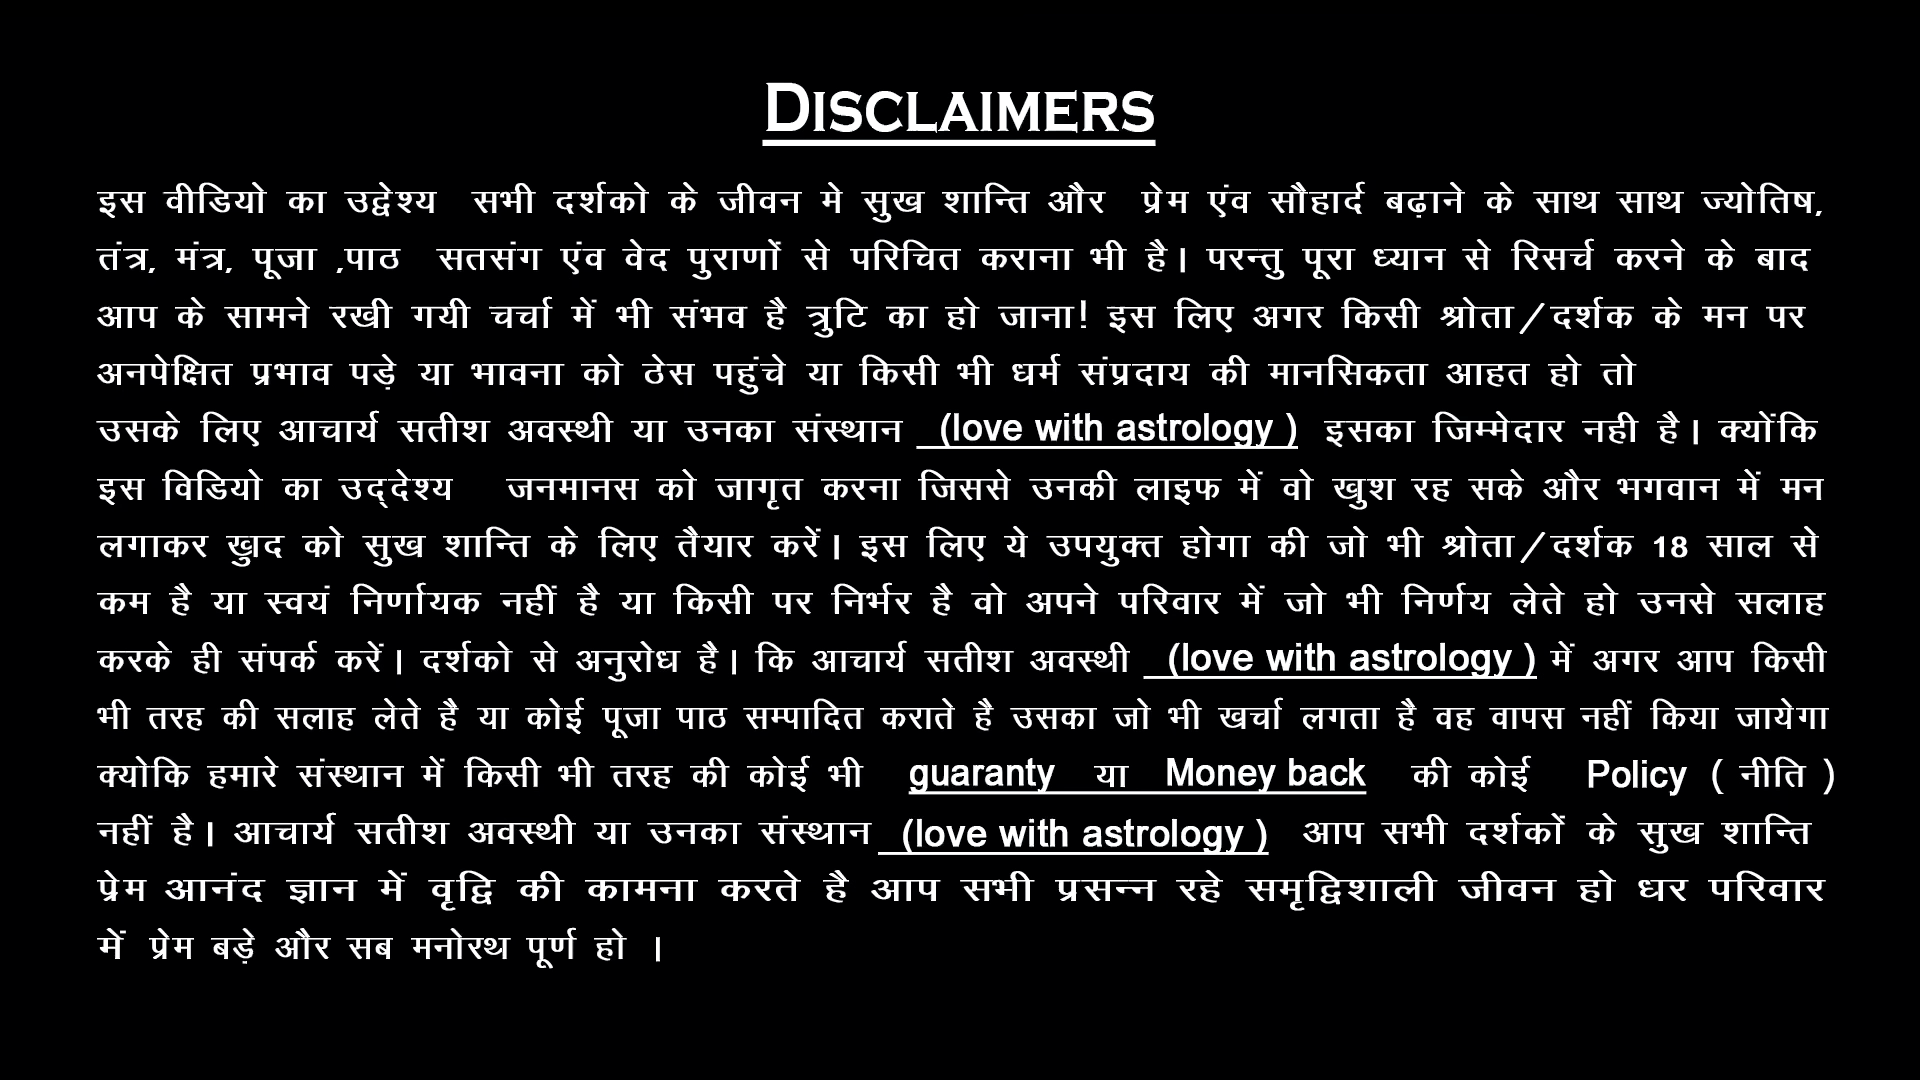 DISCLAIMERS
इस वीडियो का उद्वेश्य सभी दर्शको के जीवन मे सुख शान्ति और प्रेम एंव सौहार्द बढ़ाने के साथ साथ ज्योतिष,
तंत्र, मंत्र, पूजा ,पाठ सतसंग एंव वेद पुराणों से परिचित कराना भी है। परन्तु पूरा ध्यान से रिसर्च करने के बाद
आप के सामने रखी गयी चर्चा में भी संभव है त्रुटि का हो जाना! इस लिए अगर किसी श्रोता/दर्शक के मन पर
अनपेक्षित प्रभाव पड़े या भावना को ठेस पहुंचे या किसी भी धर्म संप्रदाय की मानसिकता आहत हो तो
उसके लिए आचार्य सतीश अवस्थी या उनका संस्थान (love with astrology ) इसका जिम्मेदार नही है। क्योंकि
इस विडियो का उद्‌देश्य जनमानस को जागृत करना जिससे उनकी लाइफ में वो खुश रह सके और भगवान में मन
लगाकर खुद को सुख शान्ति के लिए तैयार करें। इस लिए ये उपयुक्त होगा की जो भी श्रोता/दर्शक 18 साल से
कम है या स्वयं निर्णायक नहीं है या किसी पर निर्भर है वो अपने परिवार में जो भी निर्णय लेते हो उनसे सलाह
करके ही संपर्क करें। दर्शको से अनुरोध है। कि आचार्य सतीश अवस्थी (love with astrology ) में अगर आप किसी
भी तरह की सलाह लेते है या कोई पूजा पाठ सम्पादित कराते है उसका जो भी खर्चा लगता है वह वापस नहीं किया जायेगा
क्योकि हमारे संस्थान में किसी भी तरह की कोई भी guaranty या Money back की कोई Policy ( नीति )
नहीं है। आचार्य सतीश अवस्थी या उनका संस्थान (love with astrology ) आप सभी दर्शकों के सुख शान्ति
प्रेम आनंद ज्ञान में वृद्वि की कामना करते है आप सभी प्रसन्न रहे समृद्विशाली जीवन हो धर परिवार
में प्रेम बड़े और सब मनोरथ पूर्ण हो ।